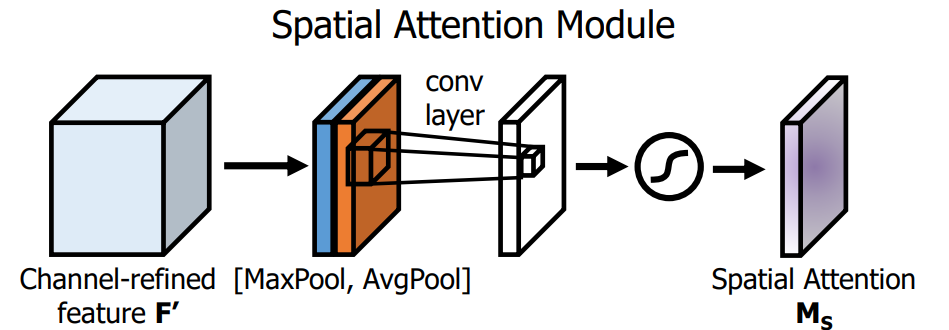 Spatial Attention Module
conv
layer
Channel-refined
feature F’
[MaxPool, AvgPool]
Spatial Attention
Ms